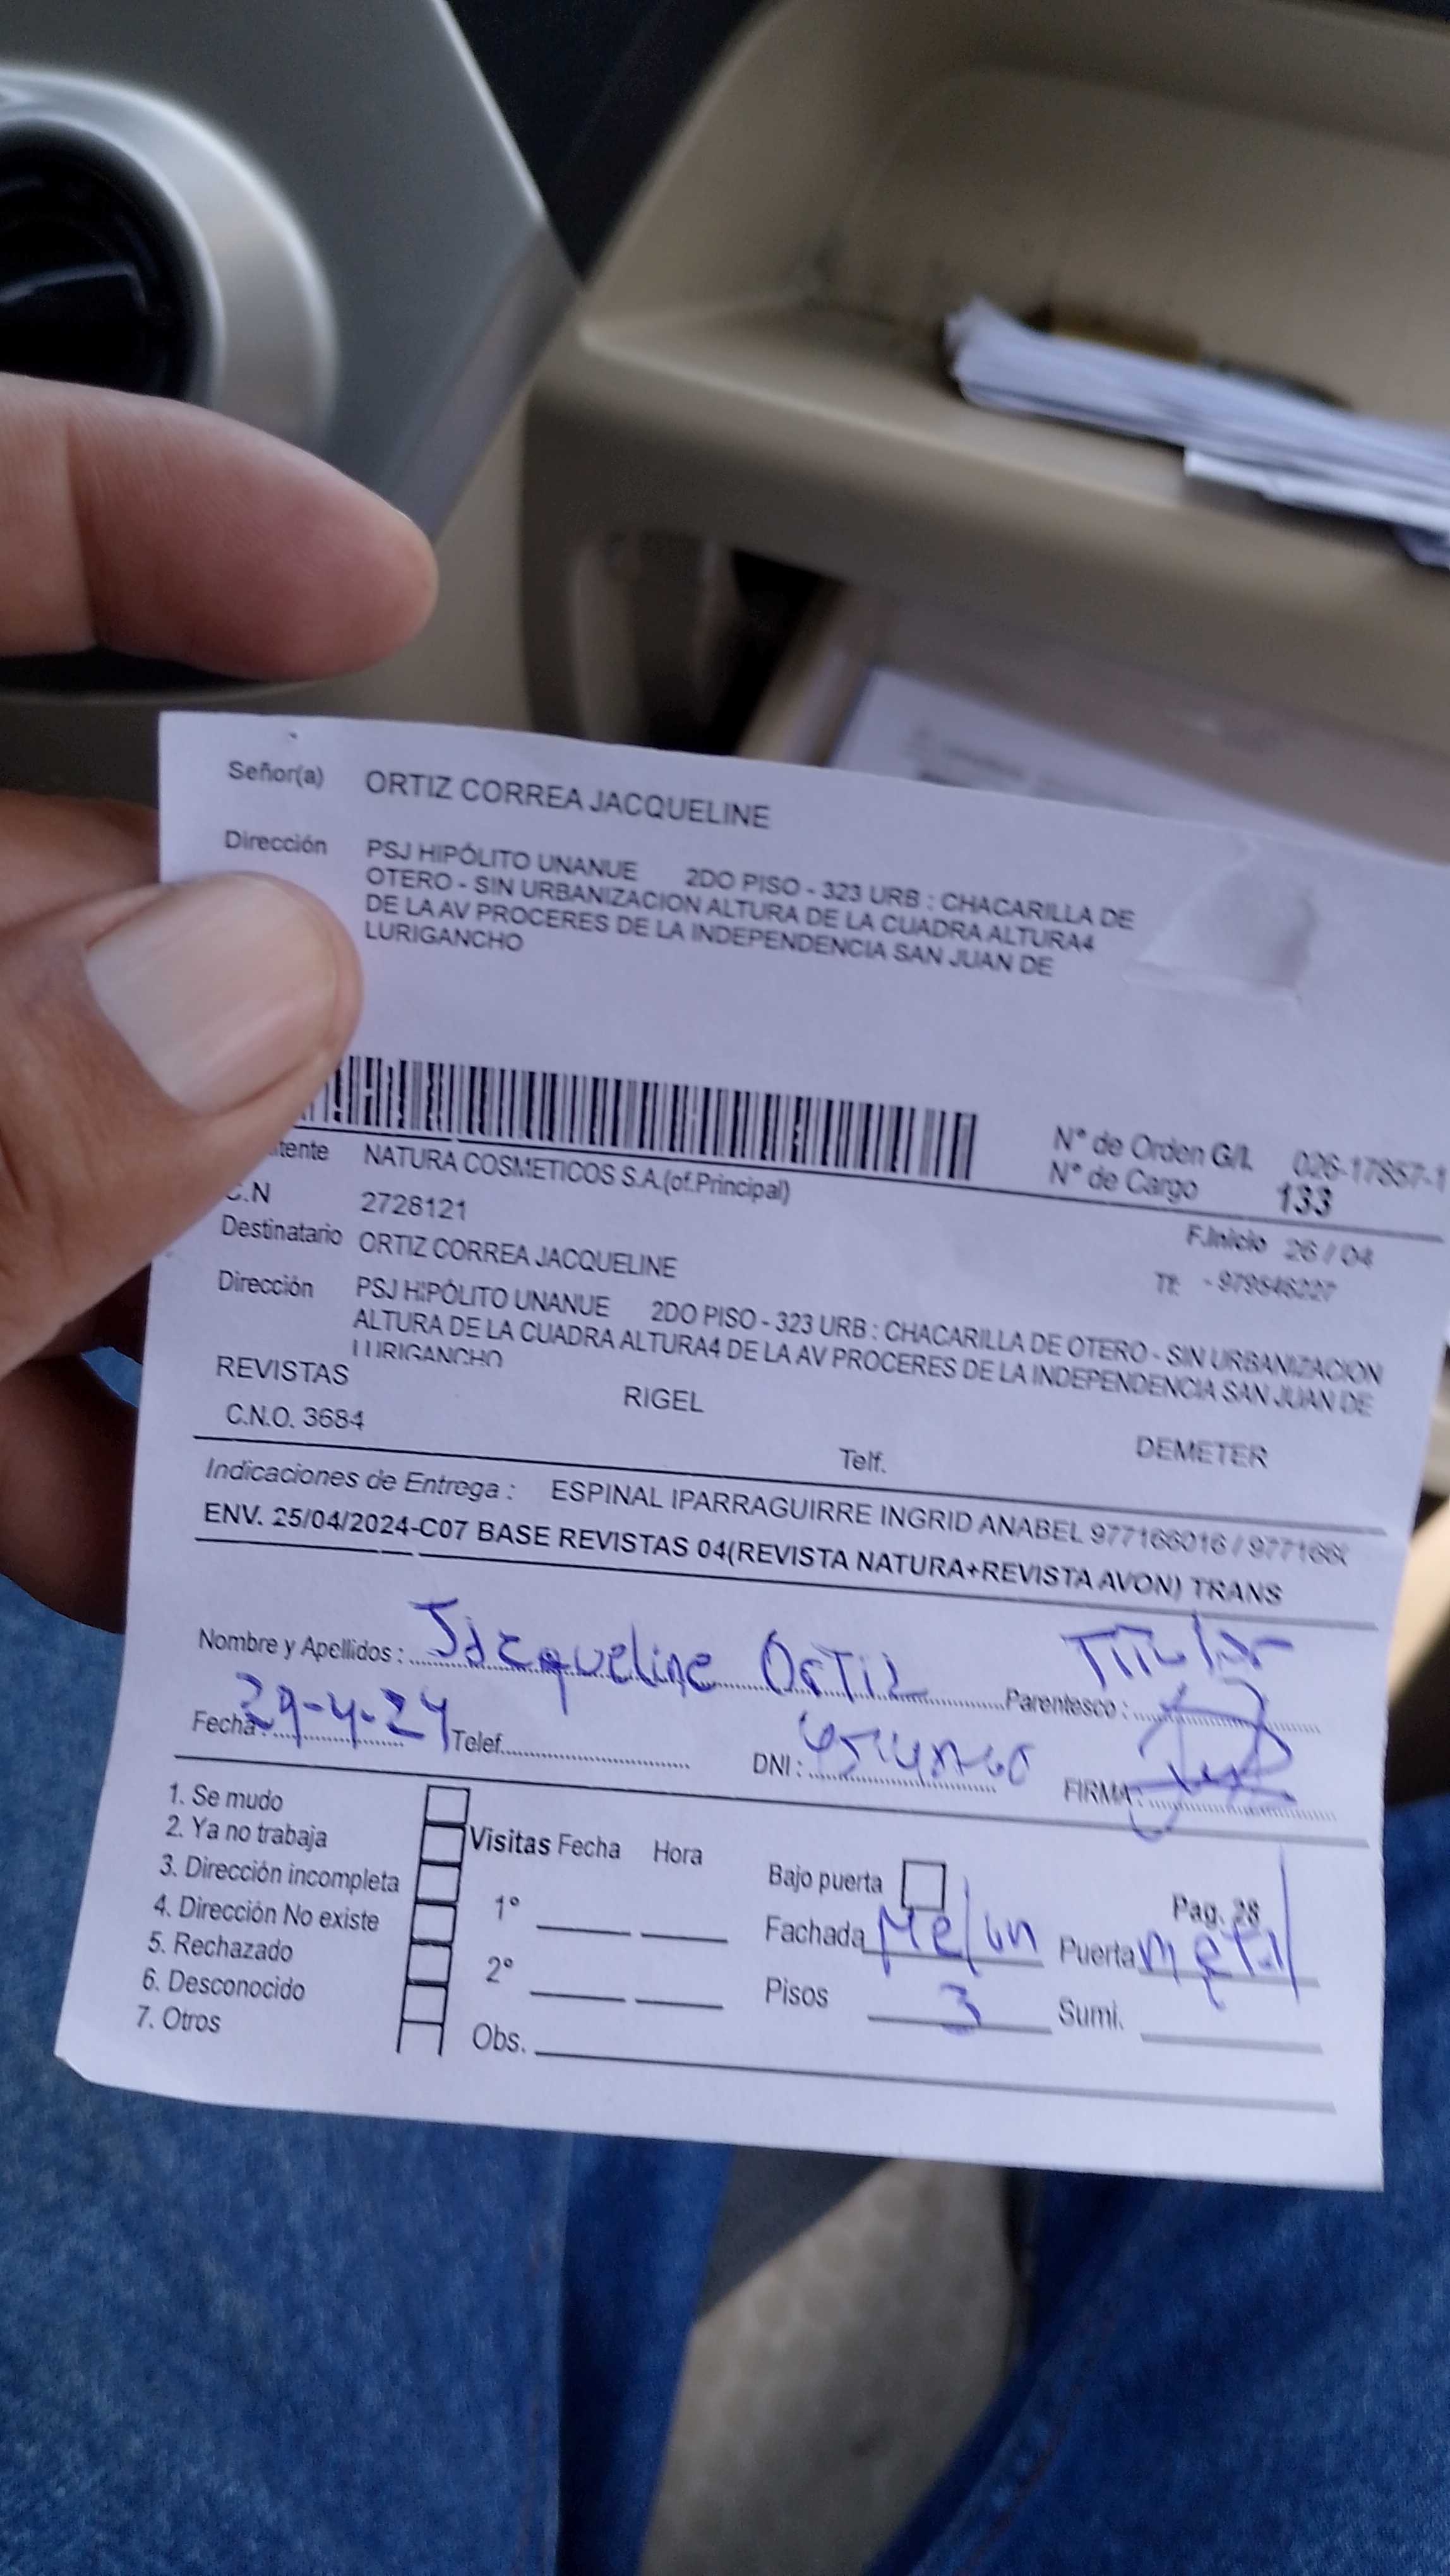 Señor(a) ORTIZ CORREA JACQUELINE
Dirección PSJ HIPÓLITO UNANUE 2DO PISO - 323 URB : CHACARILLA DE
OTERO - SIN URBANIZACION ALTURA DE LA CUADRA ALTURA4
DE LA AV PROCERES DE LA INDEPENDENCIA SAN JUAN DE
LURIGANCHO
N° de Orden G/I. 026-17857-1
N° de Cargo 133
itente NATURA COSMETICOS S.A.(of.Principal)
F.Inicio 26 / 04
C.N 2728121
Tf: - 979546227
Destinatario ORTIZ CORREA JACQUELINE
Dirección PSJ HIPÓLITO UNANUE 2DO PISO - 323 URB : CHACARILLA DE OTERO - SIN URBANIZACION
ALTURA DE LA CUADRA ALTURA4 DE LA AV PROCERES DE LA INDEPENDENCIA SAN JUAN DE
LURIGANCHO
REVISTAS RIGEL DEMETER
C.N.O. 3684 Telf.
Indicaciones de Entrega : ESPINAL IPARRAGUIRRE INGRID ANABEL 977166016 / 977166
ENV. 25/04/2024-C07 BASE REVISTAS 04(REVISTA NATURA+REVISTA AVON) TRANS
Nombre y Apellidos : Jacqueline Ortiz Parentesco : Titular
Fecha : 29-4-24 Telef. DNI : FIRMA :
1. Se mudo
2. Ya no trabaja
3. Dirección incompleta
4. Dirección No existe
5. Rechazado
6. Desconocido
7. Otros
Visitas Fecha Hora
1°
2°
Obs.
Bajo puerta Pag. 28
Fachada Melon Puerta metal
Pisos 3 Sumi.